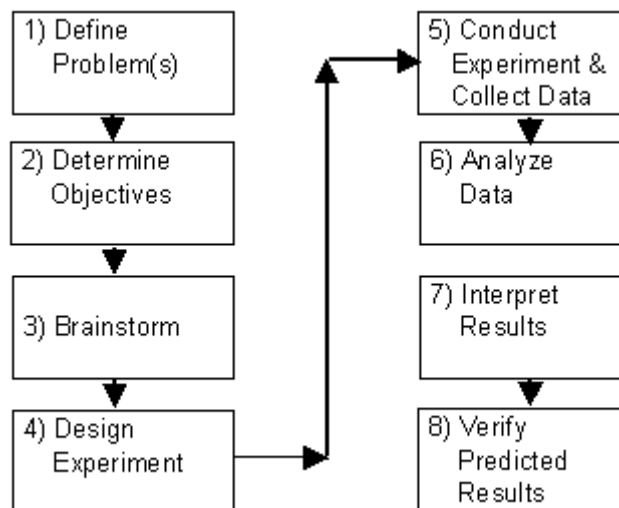 1) Define
Problem(s)
2) Determine
Objectives
3) Brainstorm
4) Design
Experiment
5) Conduct
Experiment &
Collect Data
6) Analyze
Data
7) Interpret
Results
8) Verify
Predicted
Results